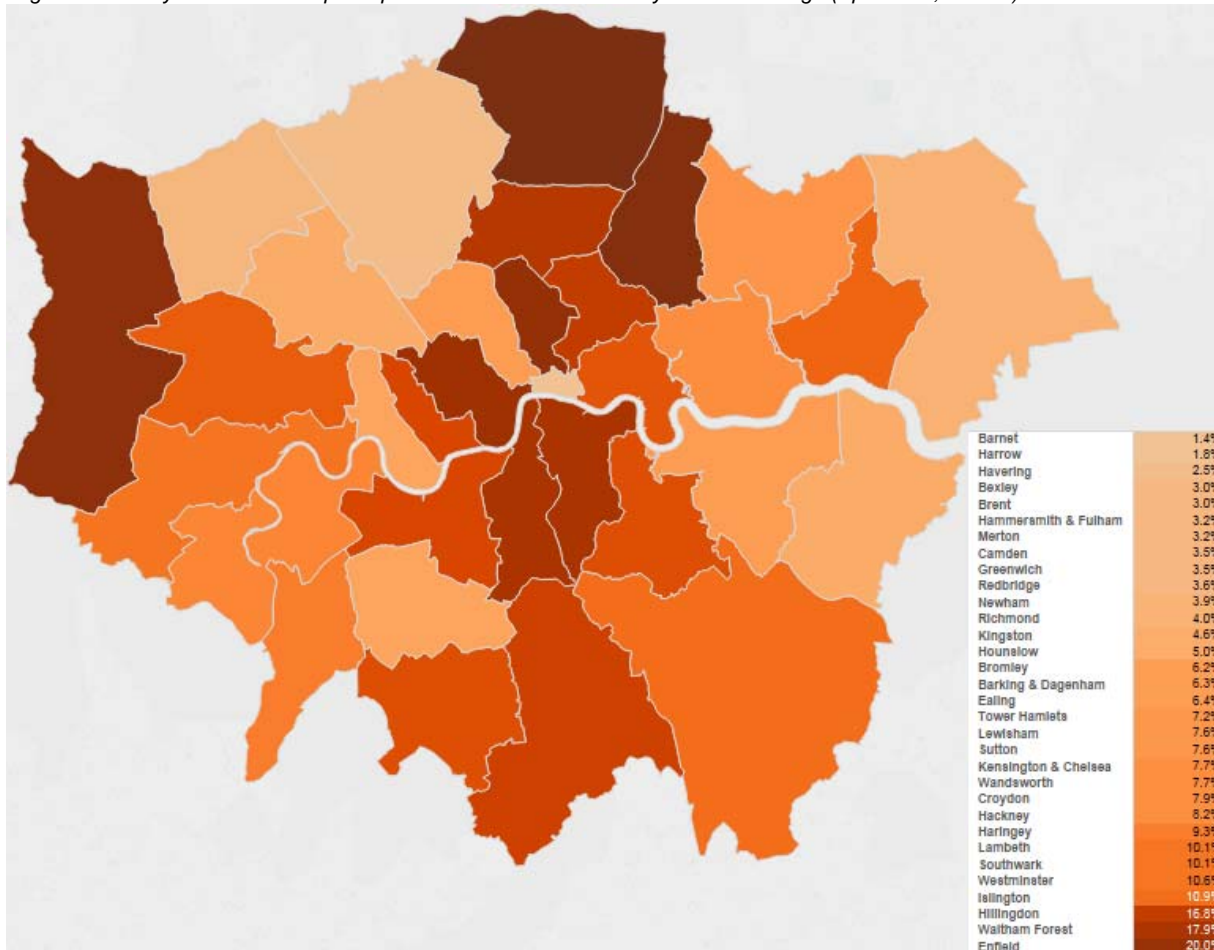 Barnet 1.4%
Harrow 1.8%
Havering 2.5%
Bexley 3.0%
Brent 3.0%
Hammersmith & Fulham 3.2%
Merton 3.2%
Camden 3.5%
Greenwich 3.5%
Redbridge 3.6%
Newham 3.9%
Richmond 4.0%
Kingston 4.6%
Hounslow 5.0%
Bromley 6.2%
Barking & Dagenham 6.3%
Ealing 6.4%
Tower Hamlets 7.2%
Lewisham 7.6%
Sutton 7.6%
Kensington & Chelsea 7.7%
Wandsworth 7.7%
Croydon 7.9%
Hackney 8.2%
Haringey 9.3%
Lambeth 10.1%
Southwark 10.1%
Westminster 10.6%
Islington 10.9%
Hillingdon 16.8%
Waltham Forest 17.9%
Enfield 20.0%